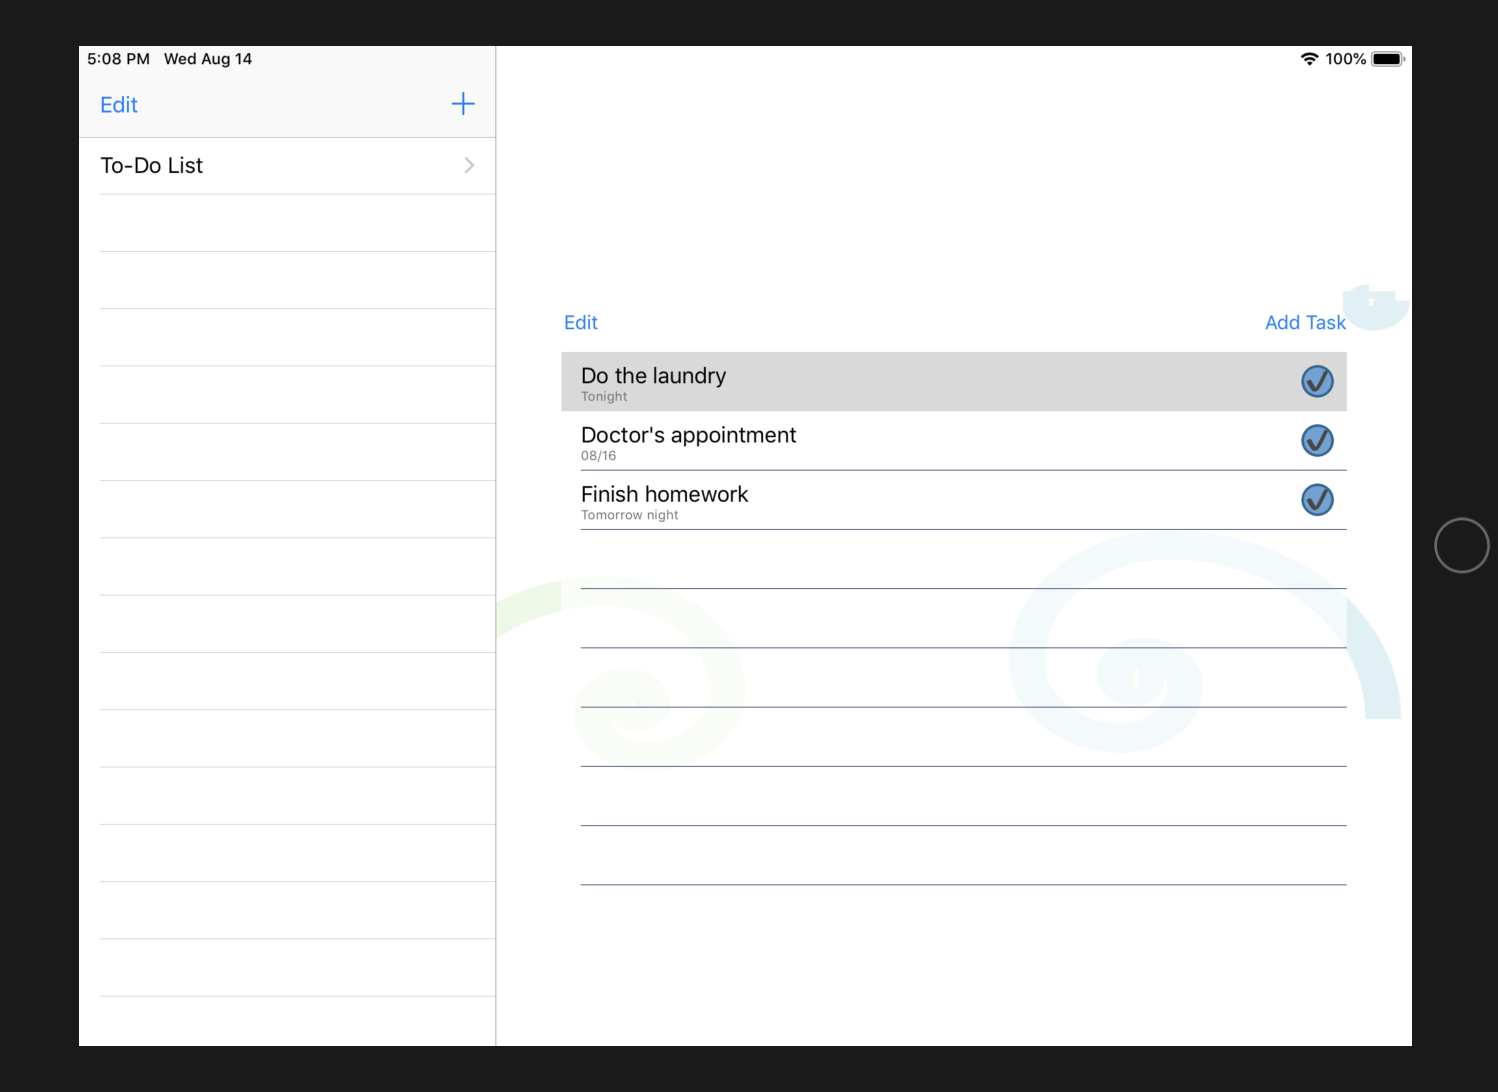 5:08 PM Wed Aug 14
100%
Edit
To-Do List
Edit
Add Task
Do the laundry
Tonight
Doctor's appointment
08/16
Finish homework
Tomorrow night